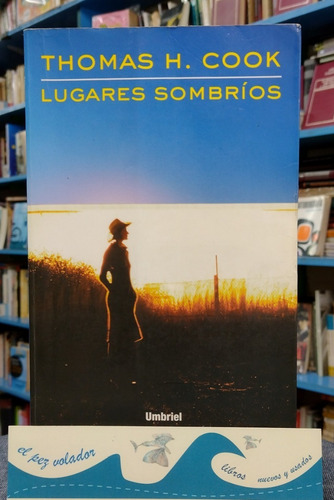 THOMAS H. COOK
LUGARES SOMBRÍOS
Umbriel
el pez volador
libros
nuevos y usados